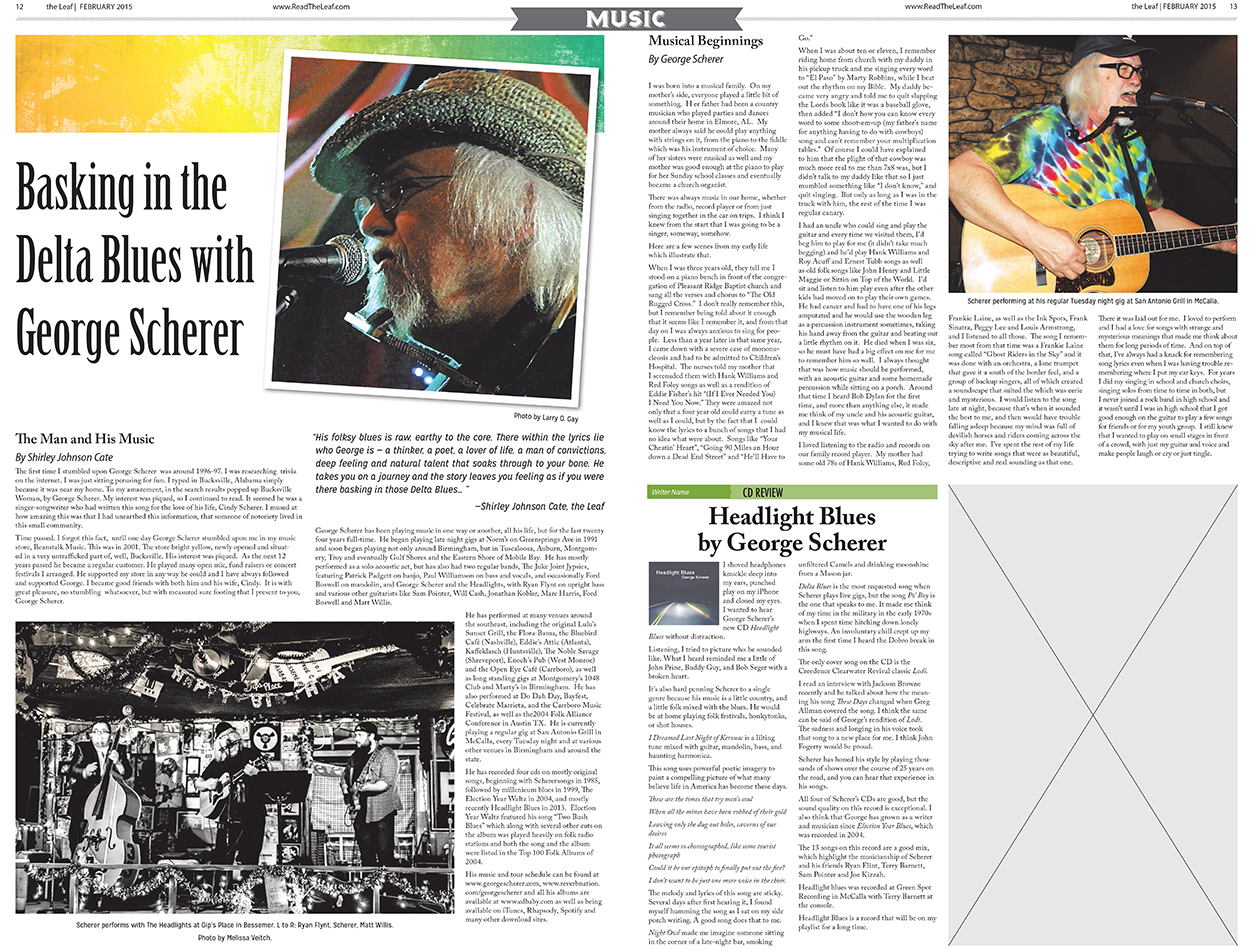 12
the Leaf | FEBRUARY 2015
www.ReadTheLeaf.com
MUSIC
www.ReadTheLeaf.com
the Leaf | FEBRUARY 2015
13
Basking in the
Delta Blues with
George Scherer
Photo by Larry O. Gay
The Man and His Music
By Shirley Johnson Cate
The first time I stumbled upon George Scherer was around 1996-97. I was researching trivia
on the internet. I was just sitting perusing for fun. I typed in Bucksville, Alabama simply
because it was near my home. To my amazement, in the search results popped up Bucksville
Woman, by George Scherer. My interest was piqued, so I continued to read. It seemed he was a
singer-songwriter who had written this song for the love of his life, Cindy Scherer. I mused at
how amazing this was that I had unearthed this information, that someone of notoriety lived in
this small community.
Time passed. I forgot this fact, until one day George Scherer stumbled upon me in my music
store, Beanstalk Music. This was in 2001. The store bright yellow, newly opened and situat-
ed in a very untrafficked part of, well, Bucksville. His interest was piqued. As the next 12
years passed he became a regular customer. He played many open mic, fund raisers or concert
festivals I arranged. He supported my store in any way he could and I have always followed
and supported George. I became good friends with both him and his wife, Cindy. It is with
great pleasure, no stumbling whatsoever, but with measured sure footing that I present to you,
George Scherer.
"His folksy blues is raw, earthy to the core. There within the lyrics lie
who George is – a thinker, a poet, a lover of life, a man of convictions,
deep feeling and natural talent that soaks through to your bone. He
takes you on a journey and the story leaves you feeling as if you were
there basking in those Delta Blues... "
—Shirley Johnson Cate, the Leaf
George Scherer has been playing music in one way or another, all his life, but for the last twenty
four years full-time. He began playing late night gigs at Norm's on Greensprings Ave in 1991
and soon began playing not only around Birmingham, but in Tuscaloosa, Auburn, Montgom-
ery, Troy and eventually Gulf Shores and the Eastern Shore of Mobile Bay. He has mostly
performed as a solo acoustic act, but has also had two regular bands, The Juke Joint Jypsies,
featuring Patrick Padgett on banjo, Paul Williamson on bass and vocals, and occasionally Ford
Boswell on mandolin, and George Scherer and the Headlights, with Ryan Flynt on upright bass
and various other guitarists like Sam Pointer, Will Cash, Jonathan Kobler, Marc Harris, Ford
Boswell and Matt Willis.
He has performed at many venues around
the southeast, including the original Lulu's
Sunset Grill, the Flora-Bama, the Bluebird
Café (Nashville), Eddie's Attic (Atlanta),
Kaffeklasch (Huntsville), The Noble Savage
(Shreveport), Enoch's Pub (West Monroe)
and the Open Eye Café (Carrboro), as well
as long standing gigs at Montgomery's 1048
Club and Marty's in Birmingham. He has
also performed at Do Dah Day, Bayfest,
Celebrate Marrietta, and the Carrboro Music
Festival, as well as the2004 Folk Alliance
Conference in Austin TX. He is currently
playing a regular gig at San Antonio Grill in
McCalla, every Tuesday night and at various
other venues in Birmingham and around the
state.
He has recorded four cds on mostly original
songs, beginning with Scherersongs in 1985,
followed by millenicum blues in 1999, The
Election Year Waltz in 2004, and mostly
recently Headlight Blues in 2013. Election
Year Waltz featured his song "Two Bush
Blues" which along with several other cuts on
the album was played heavily on folk radio
stations and both the song and the album
were listed in the Top 100 Folk Albums of
2004.
His music and tour schedule can be found at
www.georgescherer.com, www.reverbnation.
com/georgescherer and all his albums are
available at www.cdbaby.com as well as being
available on iTunes, Rhapsody, Spotify and
many other download sites.
Scherer performs with The Headlights at Gip's Place in Bessemer. L to R: Ryan Flynt, Scherer, Matt Willis.
Photo by Melissa Veitch.
Musical Beginnings
By George Scherer
I was born into a musical family. On my
mother's side, everyone played a little bit of
something. H er father had been a country
musician who played parties and dances
around their home in Elmore, AL. My
mother always said he could play anything
with strings on it, from the piano to the fiddle
which was his instrument of choice. Many
of her sisters were musical as well and my
mother was good enough at the piano to play
for her Sunday school classes and eventually
became a church organist.
There was always music in our home, whether
from the radio, record player or from just
singing together in the car on trips. I think I
knew from the start that I was going to be a
singer, someway, somehow.
Here are a few scenes from my early life
which illustrate that.
When I was three years old, they tell me I
stood on a piano bench in front of the congre-
gation of Pleasant Ridge Baptist church and
sang all the verses and chorus to "The Old
Rugged Cross." I don't really remember this,
but I remember being told about it enough
that it seems like I remember it, and from that
day on I was always anxious to sing for peo-
ple. Less than a year later in that same year,
I came down with a severe case of monunu-
cleosis and had to be admitted to Children's
Hospital. The nurses told my mother that
I serenaded them with Hank Williams and
Red Foley songs as well as a rendition of
Eddie Fisher's hit "(If I Ever Needed You)
I Need You Now." They were amazed not
only that a four year old could carry a tune as
well as I could, but by the fact that I could
know the lyrics to a bunch of songs that I had
no idea what were about. Songs like "Your
Cheatin' Heart", "Going 90 Miles an Hour
down a Dead End Street" and "He'll Have to
Go."
When I was about ten or eleven, I remember
riding home from church with my daddy in
his pickup truck and me singing every word
to "El Paso" by Marty Robbins, while I beat
out the rhythm on my Bible. My daddy be-
came very angry and told me to quit slapping
the Lords book like it was a baseball glove,
then added "I don't how you can know every
word to some shoot-em-up (my father's name
for anything having to-do with cowboys)
song and can't remember your multiplication
tables." Of course I could have explained
to him that the plight of that cowboy was
much more real to me than 7x8 was, but I
didn't talk to my daddy like that so I just
mumbled something like "I don't know," and
quit singing. But only as long as I was in the
truck with him, the rest of the time I was
regular canary.
I had an uncle who could sing and play the
guitar and every time we visited them, I'd
beg him to play for me (it didn't take much
begging) and he'd play Hank Williams and
Roy Acuff and Ernest Tubb songs as well
as old folk songs like John Henry and Little
Maggie or Sittin on Top of the World. I'd
sit and listen to him play even after the other
kids had moved on to play their own games.
He had cancer and had to have one of his legs
amputated and he would use the wooden leg
as a percussion instrument sometimes, taking
his hand away from the guitar and beating out
a little rhythm on it. He died when I was six,
so he must have had a big effect on me for me
to remember him so well. I always thought
that was how music should be performed,
with an acoustic guitar and some homemade
percussion while sitting on a porch. Around
that time I heard Bob Dylan for the first
time, and more than anything else, it made
me think of my uncle and his acoustic guitar,
and I knew that was what I wanted to do with
my musical life.
I loved listening to the radio and records on
our family record player. My mother had
some old 78s of Hank Williams, Red Foley,
Scherer performing at his regular Tuesday night gig at San Antonio Grill in McCalla.
Frankie Laine, as well as the Ink Spots, Frank
Sinatra, Peggy Lee and Louis Armstrong,
and I listened to all those. The song I remem-
ber most from that time was a Frankie Laine
song called "Ghost Riders in the Sky" and it
was done with an orchestra, a lone trumpet
that gave it a south of the border feel, and a
group of backup singers, all of which created
a soundscape that suited the which was eerie
and mysterious. I would listen to the song
late at night, because that's when it sounded
the best to me, and then would have trouble
falling asleep because my mind was full of
devilish horses and riders coming across the
sky after me. I've spent the rest of my life
trying to write songs that were as beautiful,
descriptive and real sounding as that one.
There it was laid out for me. I loved to perform
and I had a love for songs with strange and
mysterious meanings that made me think about
them for long periods of time. And on top of
that, I've always had a knack for remembering
song lyrics even when I was having trouble re-
membering where I put my car keys. For years
I did my singing in school and church choirs,
singing solos from time to time in both, but
I never joined a rock band in high school and
it wasn't until I was in high school that I got
good enough on the guitar to play a few songs
for friends or for my youth group. I still knew
that I wanted to play on small stages in front
of a crowd, with just my guitar and voice and
make people laugh or cry or just tingle.
Writer Name
CD REVIEW
Headlight Blues
by George Scherer
Headlight Blues
George Scherer
I shoved headphones
knuckle deep into
my ears, punched
play on my iPhone
and closed my eyes.
I wanted to hear
George Scherer's
new CD Headlight
Blues without distraction.
Listening, I tried to picture who he sounded
like. What I heard reminded me a little of
John Prine, Buddy Guy, and Bob Seger with a
broken heart.
It's also hard penning Scherer to a single
genre because his music is a little country, and
a little folk mixed with the blues. He would
be at home playing folk festivals, honkytonks,
or shot houses.
I Dreamed Last Night of Kerouac is a lilting
tune mixed with guitar, mandolin, bass, and
haunting harmonica.
This song uses powerful poetic imagery to
paint a compelling picture of what many
believe life in America has become these days.
These are the times that try men's soul
When all the mines have been robbed of their gold
Leaving only the dug out holes, caverns of our
desires
It all seems so choreographed, like some tourist
photograph
Could it be our epitaph to finally put out the fire?
I don't want to be just one more voice in the choir.
The melody and lyrics of this song are sticky.
Several days after first hearing it, I found
myself humming the song as I sat on my side
porch writing. A good song does that to me.
Night Owl made me imagine someone sitting
in the corner of a late-night bar, smoking
unfiltered Camels and drinking moonshine
from a Mason jar.
Delta Blues is the most requested song when
Scherer plays live gigs, but the song Po' Boy is
the one that speaks to me. It made me think
of my time in the military in the early 1970s
when I spent time hitching down lonely
highways. An involuntary chill crept up my
arm the first time I heard the Dobro break in
this song.
The only cover song on the CD is the
Creedence Clearwater Revival classic Lodi.
I read an interview with Jackson Browne
recently and he talked about how the mean-
ing his song These Days changed when Greg
Allman covered the song. I think the same
can be said of George's rendition of Lodi.
The sadness and longing in his voice took
that song to a new place for me. I think John
Fogerty would be proud.
Scherer has honed his style by playing thou-
sands of shows over the course of 25 years on
the road, and you can hear that experience in
his songs.
All four of Scherer's CDs are good, but the
sound quality on this record is exceptional. I
also think that George has grown as a writer
and musician since Election Year Blues, which
was recorded in 2004.
The 13 songs on this record are a good mix,
which highlight the musicianship of Scherer
and his friends Ryan Flint, Terry Barnett,
Sam Pointer and Joe Kizzah.
Headlight blues was recorded at Green Spot
Recording in McCalla with Terry Barnett at
the console.
Headlight Blues is a record that will be on my
playlist for a long time.